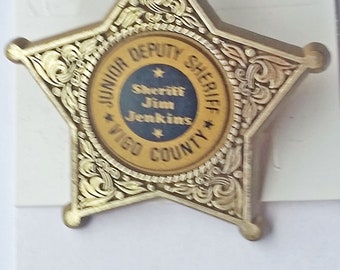 JUNIOR DEPUTY SHERIFF
Sheriff
Jim
Jenkins
VIGO COUNTY